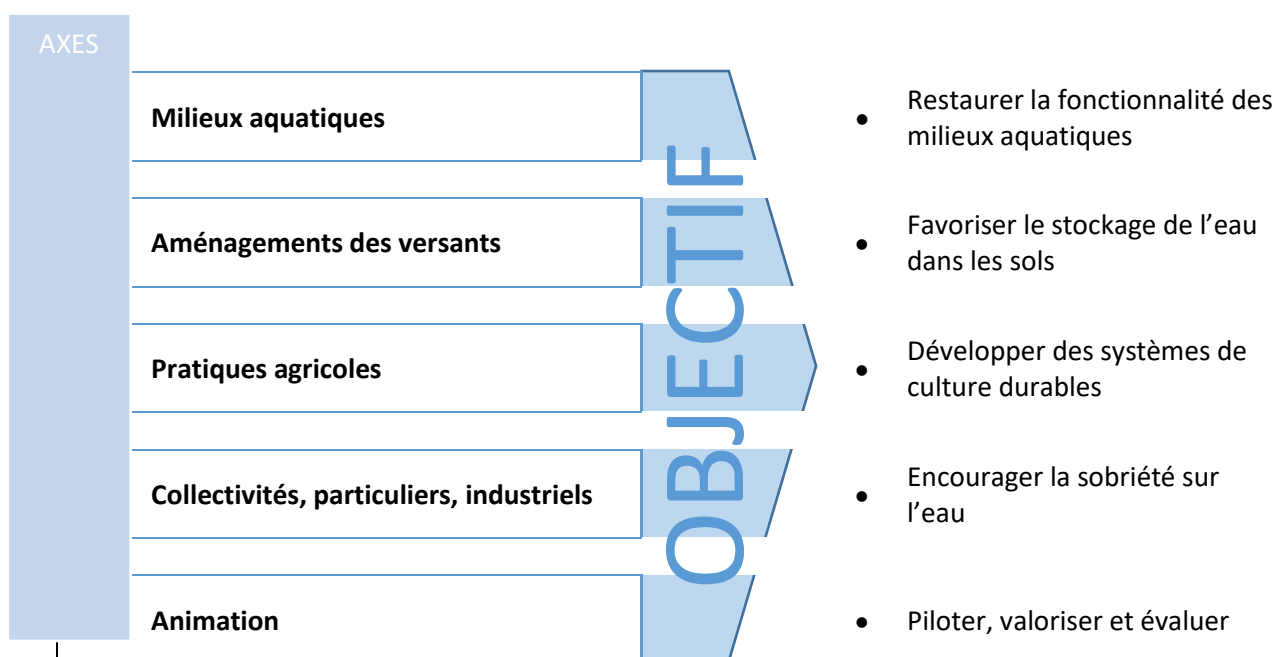 AXES
Milieux aquatiques
Restaurer la fonctionnalité des
milieux aquatiques
Aménagements des versants
Favoriser le stockage de l’eau
dans les sols
Pratiques agricoles
Développer des systèmes de
culture durables
Collectivités, particuliers, industriels
Encourager la sobriété sur
l’eau
Animation
Piloter, valoriser et évaluer
OBJECTIF